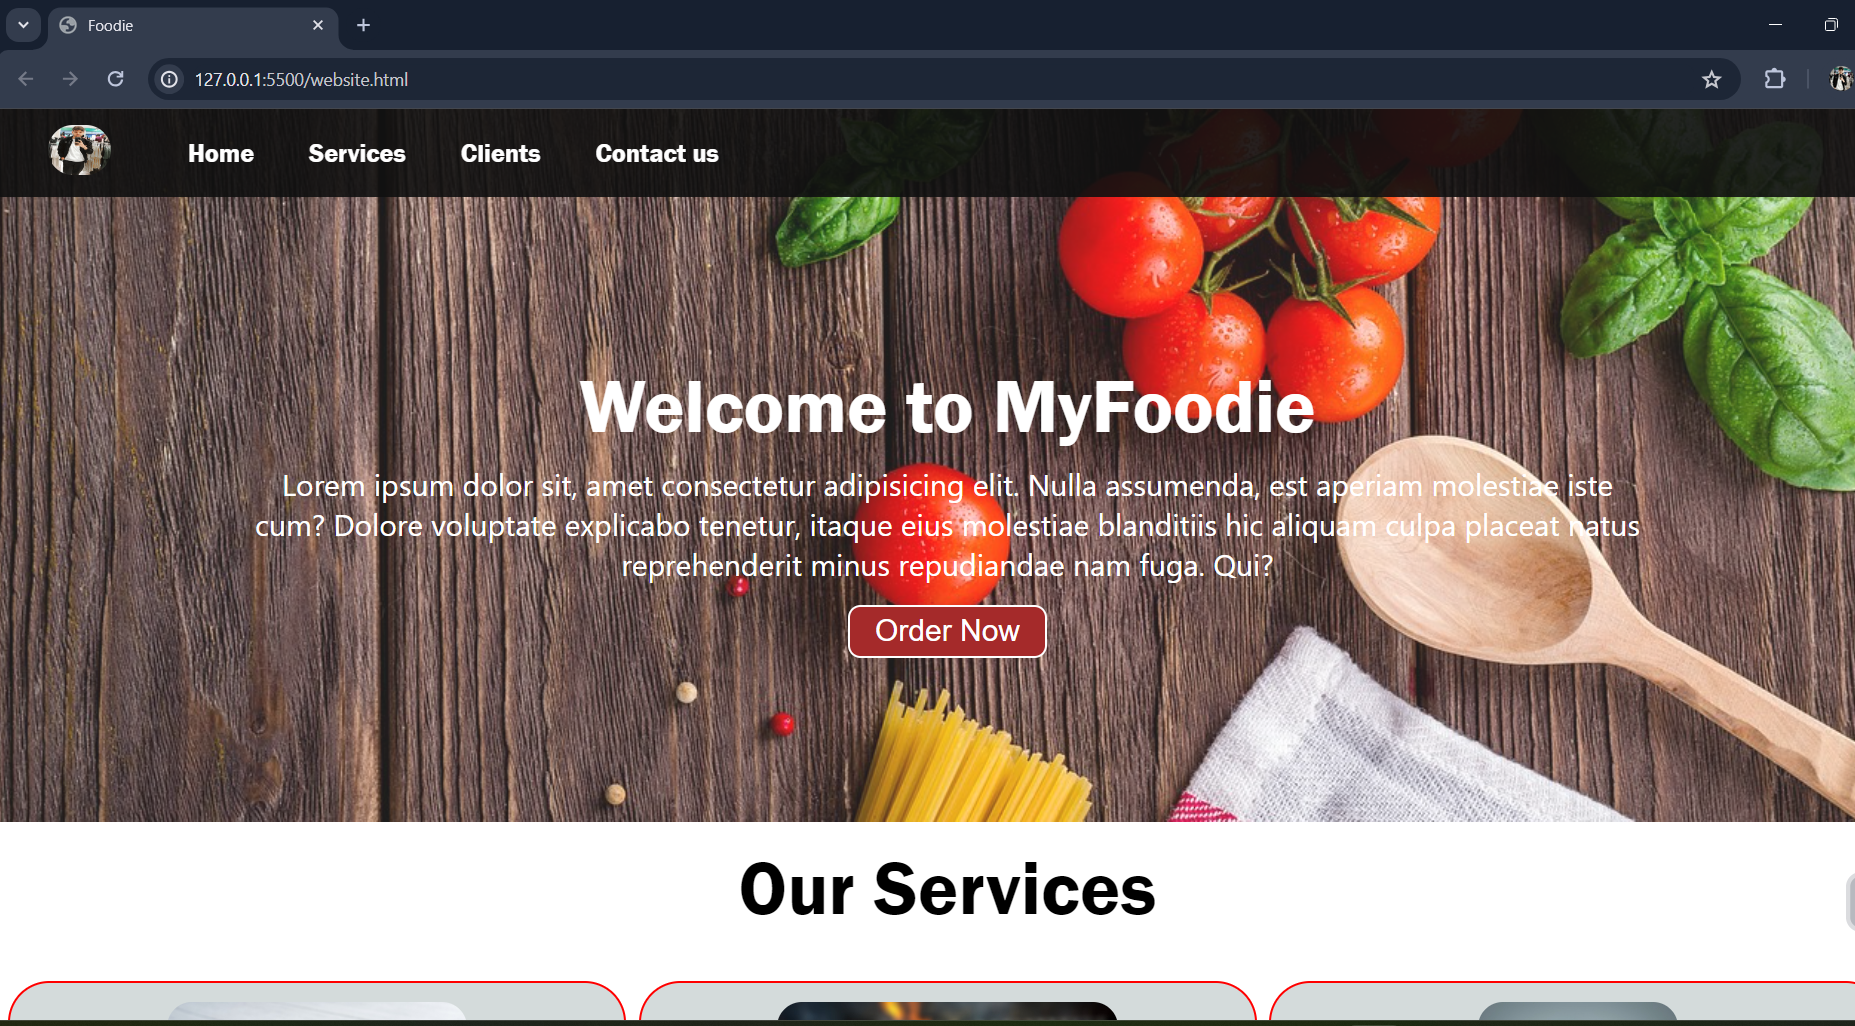 Foodie
127.0.0.1:5500/website.html
Home Services Clients Contact us
Welcome to MyFoodie
Lorem ipsum dolor sit, amet consectetur adipisicing elit. Nulla assumenda, est aperiam molestiae iste
cum? Dolore voluptate explicabo tenetur, itaque eius molestiae blanditiis hic aliquam culpa placeat natus
reprehenderit minus repudiandae nam fuga. Qui?
Order Now
Our Services